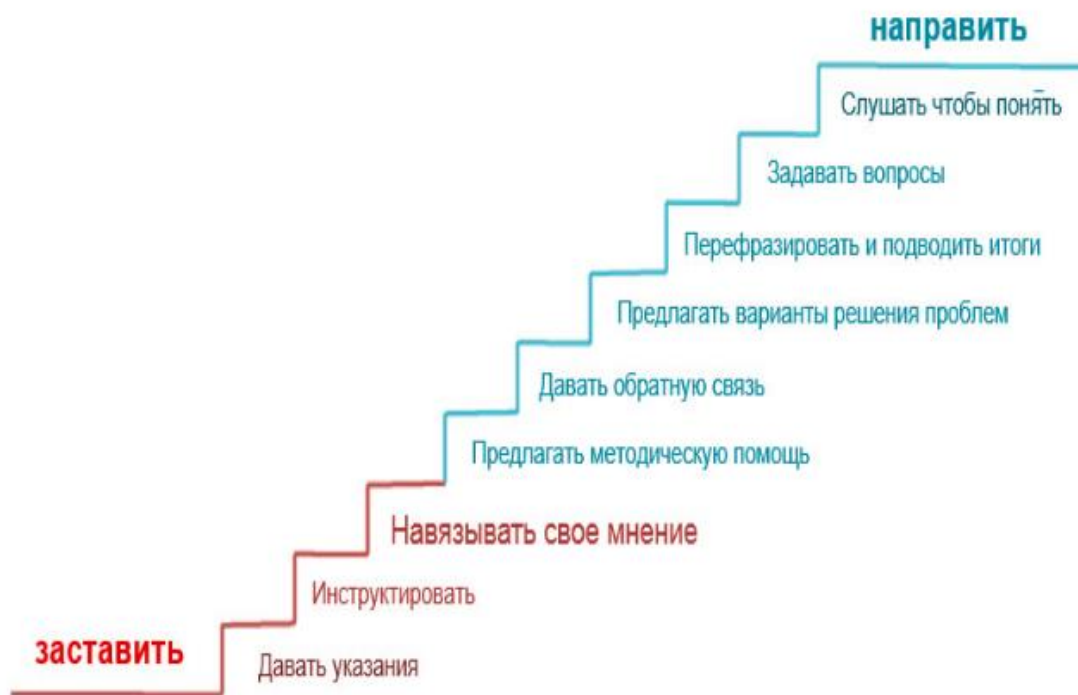 направить
Слушать чтобы понять
Задавать вопросы
Перефразировать и подводить итоги
Предлагать варианты решения проблем
Давать обратную связь
Предлагать методическую помощь
Навязывать свое мнение
Инструктировать
заставить
Давать указания